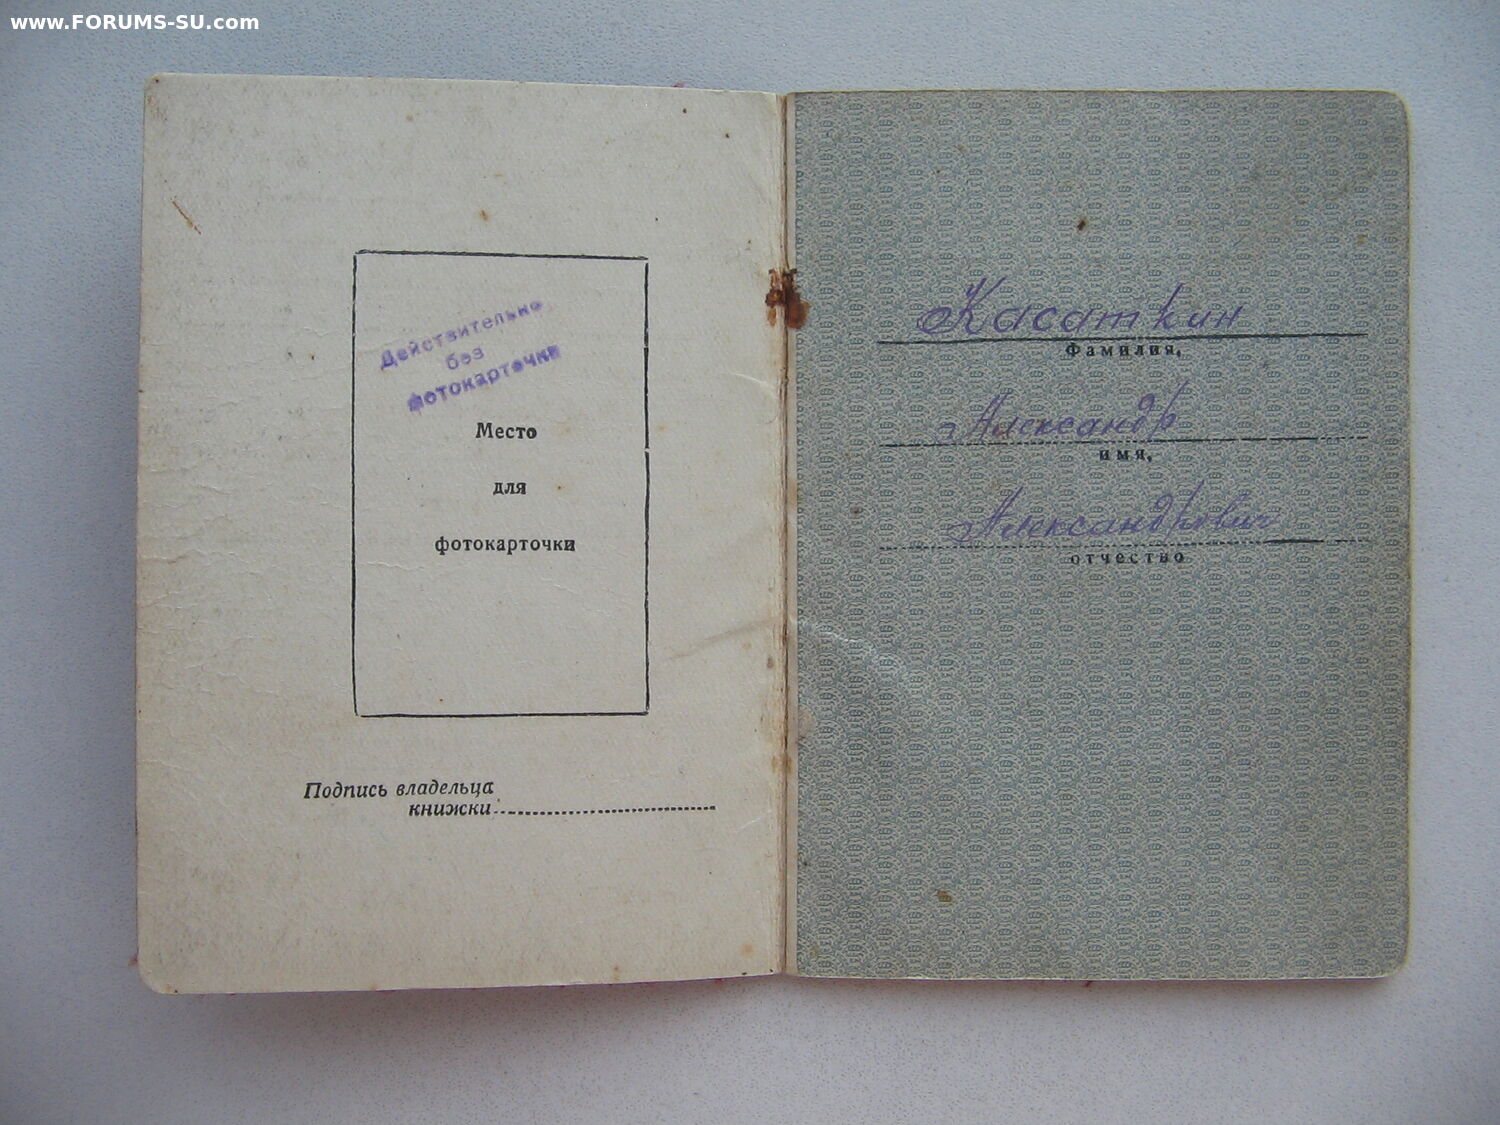 www.FORUMS-SU.com
Действительно
без
фотокарточки
Место
для
фотокарточки
Подпись владельца
книжки
Касаткин
Фамилия,
Александр
имя,
Александрович
отчество